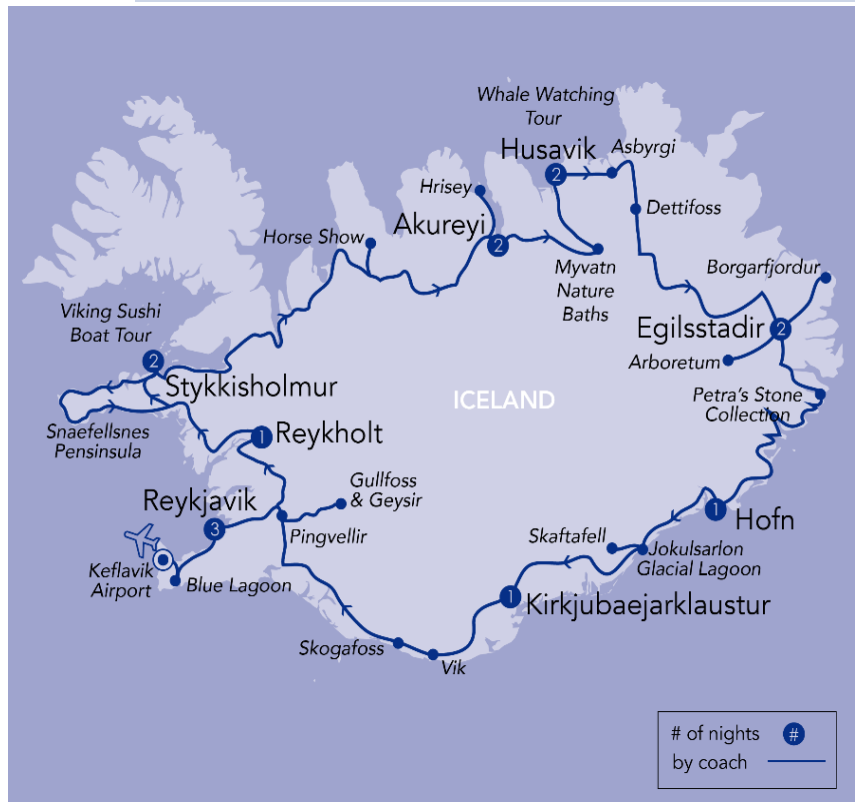 Whale Watching
Tour
Husavik
Asbyrgi
2
Hrisey
Dettifoss
Akureyi
2
Horse Show
Myvatn
Nature
Baths
Borgarfjordur
Viking Sushi
Boat Tour
Egilsstadir
2
Arboretum
2
Stykkisholmur
ICELAND
Petra's Stone
Collection
Snaefellsnes
Pensinsula
1
Reykholt
Gullfoss
& Geysir
Reykjavik
3
Pingvellir
1
Hofn
Skaftafell
Jokulsarlon
Glacial Lagoon
Keflavik
Airport
Blue Lagoon
1
Kirkjubaejarklaustur
Skogafoss
Vik
# of nights #
by coach